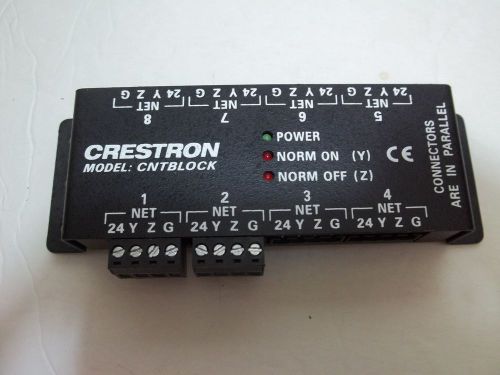 G Z Y 24 G Z Y 24 G Z Y 24 G Z Y 24
NET NET NET NET
8 7 6 5
POWER
CRESTRON
MODEL: CNTBLOCK
NORM ON (Y)
NORM OFF (Z)
CE
CONNECTORS
ARE IN PARALLEL
1 2 3 4
NET NET NET NET
24 Y Z G 24 Y Z G 24 Y Z G 24 Y Z G